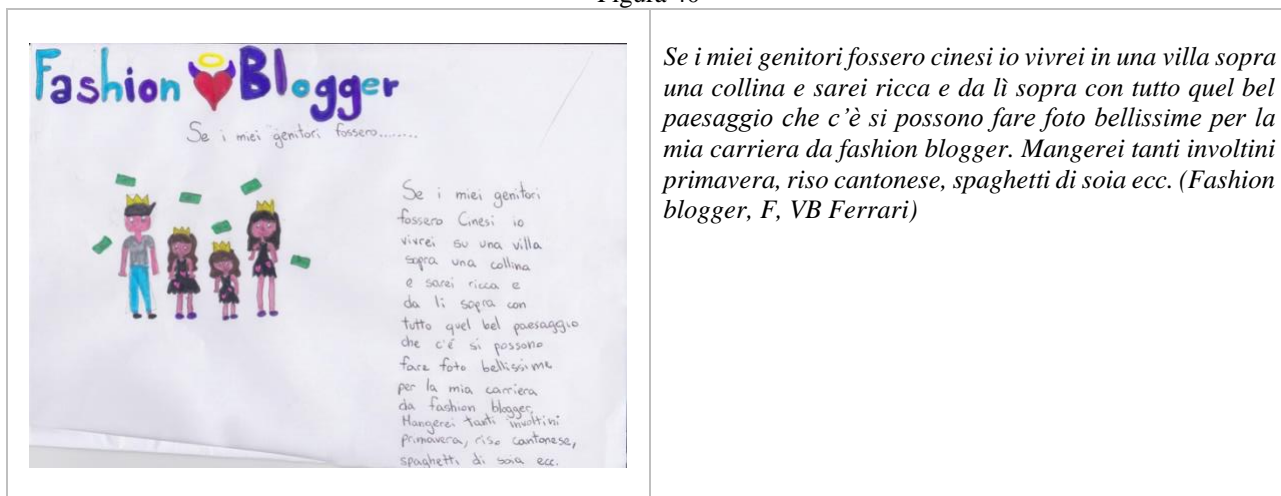 Fashion Blogger
Se i miei genitori fossero........
Se i miei genitori
fossero Cinesi io
vivrei su una villa
sopra una collina
e sarei ricca e
da lì sopra con
tutto quel bel paesaggio
che c'é si possono
fare foto bellissime
per la mia carriera
da fashion blogger.
Mangerei tanti involtini
primavera, riso cantonese,
spaghetti di soia ecc.
Se i miei genitori fossero cinesi io vivrei in una villa sopra
una collina e sarei ricca e da lì sopra con tutto quel bel
paesaggio che c’è si possono fare foto bellissime per la
mia carriera da fashion blogger. Mangerei tanti involtini
primavera, riso cantonese, spaghetti di soia ecc. (Fashion
blogger, F, VB Ferrari)